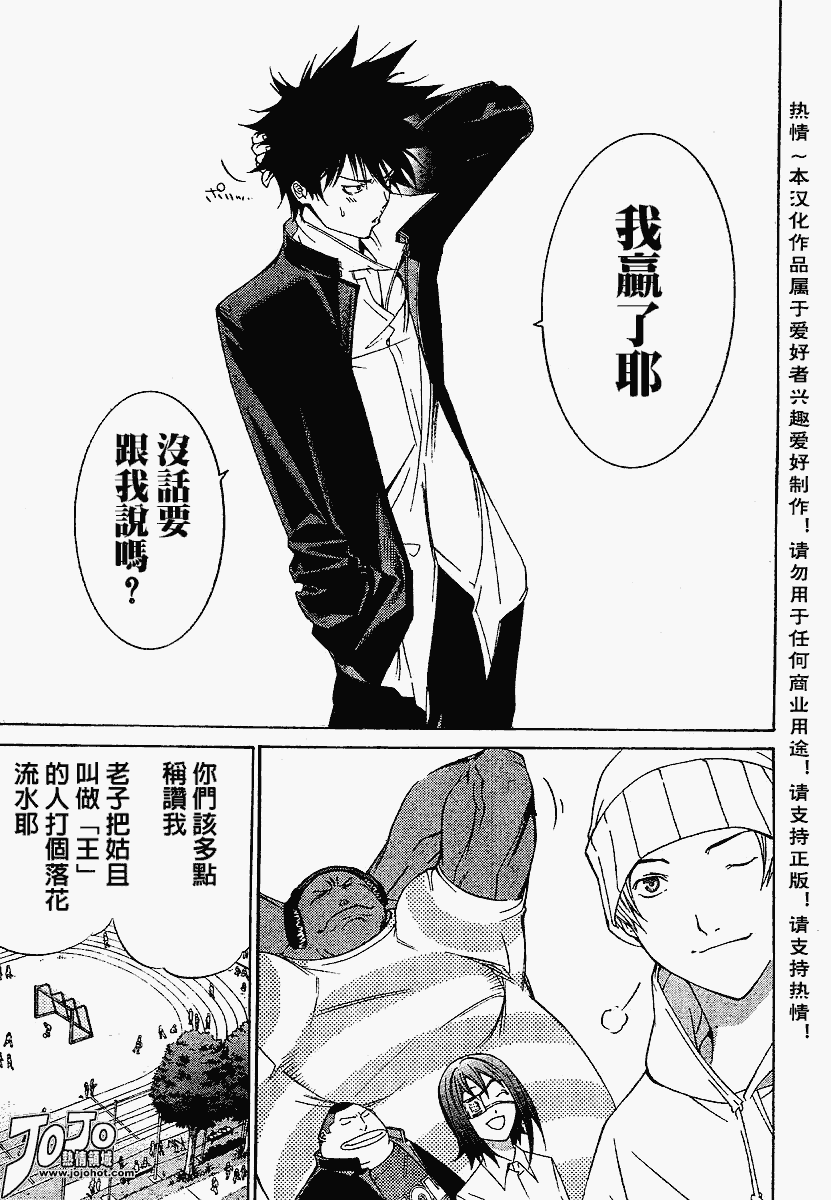 我贏了耶
沒話要
跟我說嗎？
ポリ
你們該多點
稱讚我
老子把姑且
叫做「王」
的人打個落花
流水耶
热情～本汉化作品属于爱好者兴趣爱好制作！请勿用于任何商业用途！请支持正版！请支持热情！
JOJO
熱情領域
www.jojohot.com